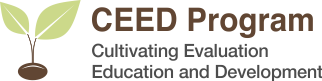 CEED Program
Cultivating Evaluation
Education and Development